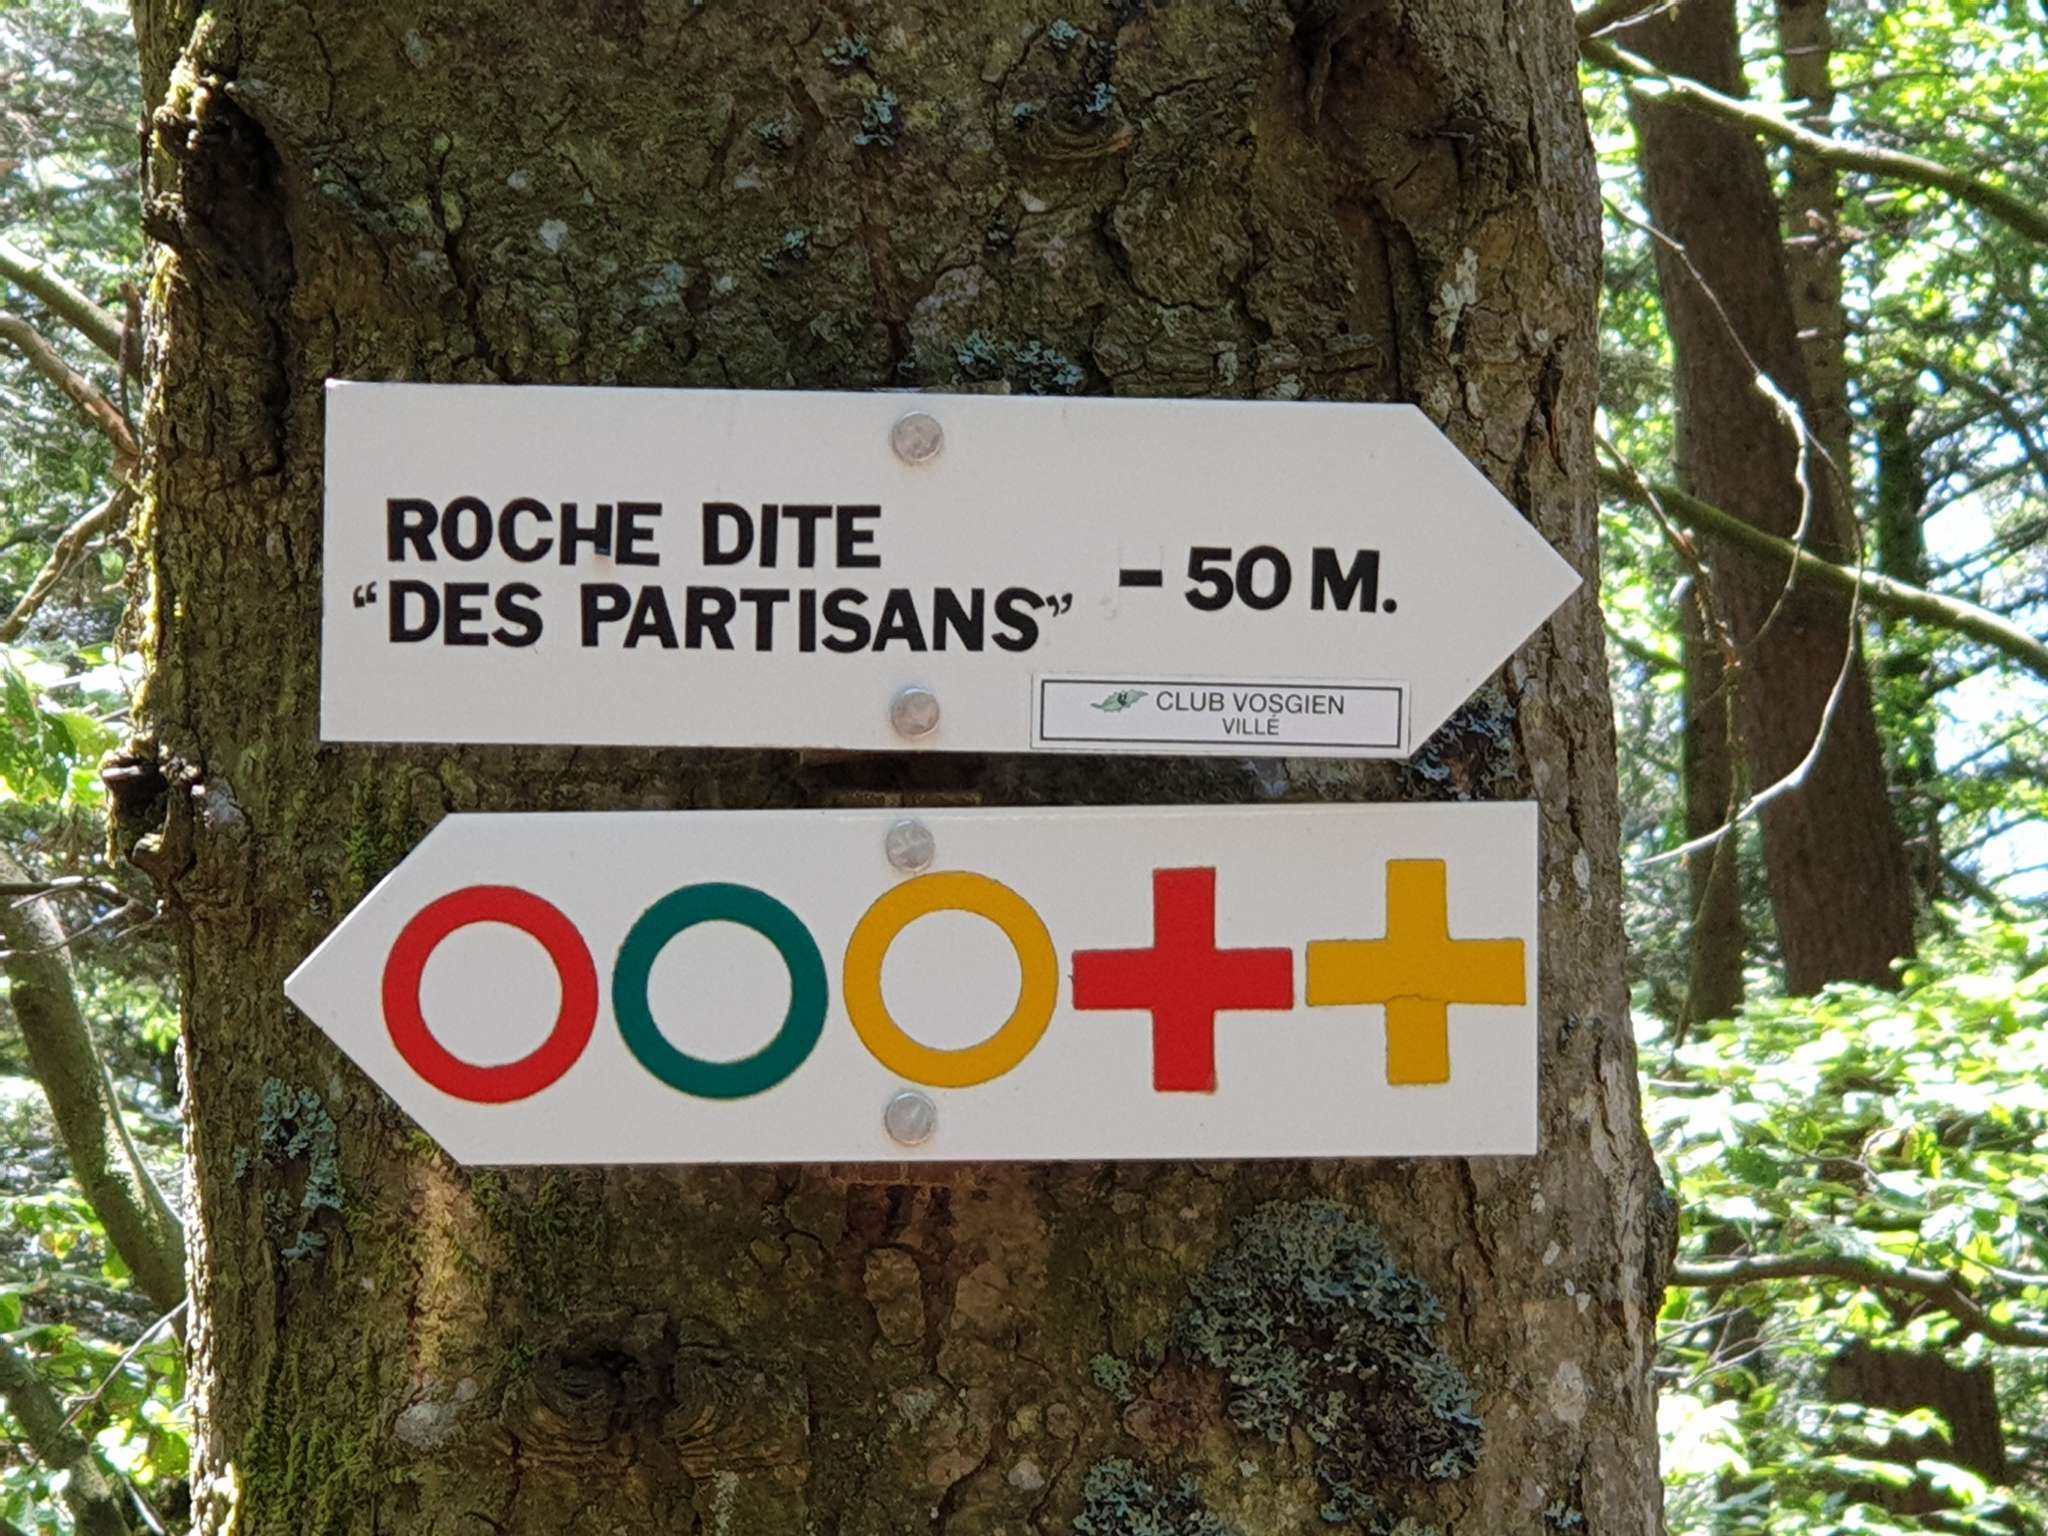 ROCHE DITE
“DES PARTISANS” - 50 M.
CLUB VOSGIEN
VILLÉ